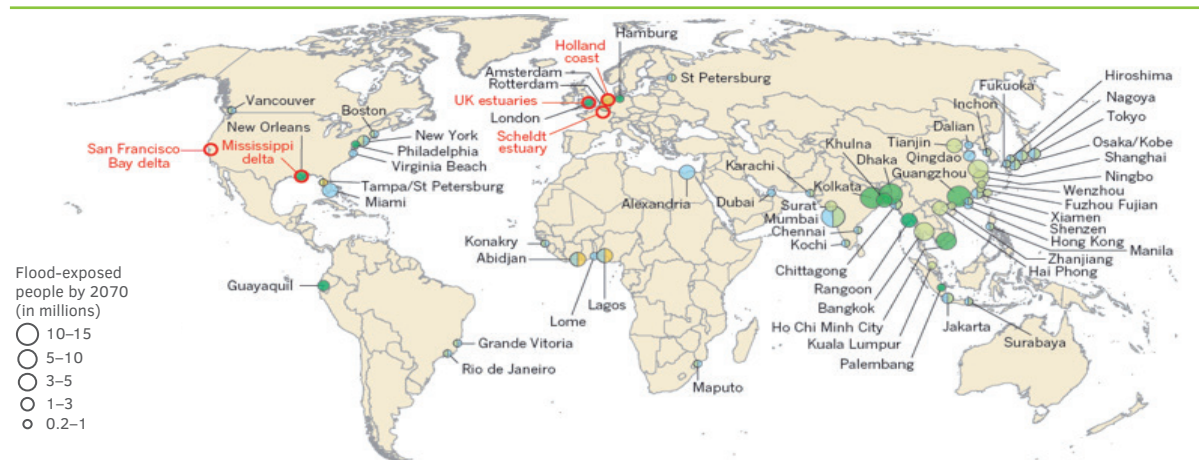 Hamburg
Holland
coast
Amsterdam
Rotterdam
UK estuaries
London
Scheldt
estuary
St Petersburg
Vancouver
Boston
New Orleans
Mississippi
delta
San Francisco
Bay delta
New York
Philadelphia
Virginia Beach
Tampa/St Petersburg
Miami
Fukuoka
Hiroshima
Nagoya
Tokyo
Inchon
Dalian
Tianjin
Qingdao
Osaka/Kobe
Shanghai
Ningbo
Khulna
Dhaka
Guangzhou
Karachi
Kolkata
Wenzhou
Fuzhou Fujian
Xiamen
Shenzen
Hong Kong
Manila
Zhanjiang
Hai Phong
Alexandria
Dubai
Surat
Mumbai
Chennai
Kochi
Chittagong
Rangoon
Bangkok
Ho Chi Minh City
Kuala Lumpur
Palembang
Jakarta
Surabaya
Konakry
Abidjan
Lome
Lagos
Maputo
Guayaquil
Grande Vitoria
Rio de Janeiro
Flood-exposed
people by 2070
(in millions)
10–15
5–10
3–5
1–3
0.2–1